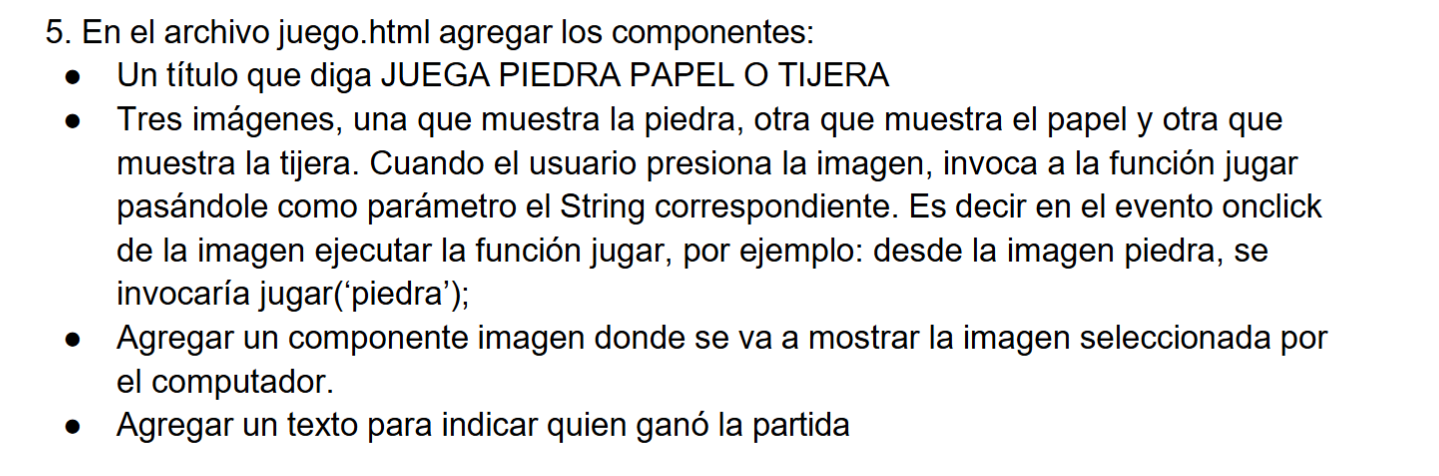 5. En el archivo juego.html agregar los componentes:
● Un título que diga JUEGA PIEDRA PAPEL O TIJERA
● Tres imágenes, una que muestra la piedra, otra que muestra el papel y otra que
muestra la tijera. Cuando el usuario presiona la imagen, invoca a la función jugar
pasándole como parámetro el String correspondiente. Es decir en el evento onclick
de la imagen ejecutar la función jugar, por ejemplo: desde la imagen piedra, se
invocaría jugar(‘piedra’);
● Agregar un componente imagen donde se va a mostrar la imagen seleccionada por
el computador.
● Agregar un texto para indicar quien ganó la partida